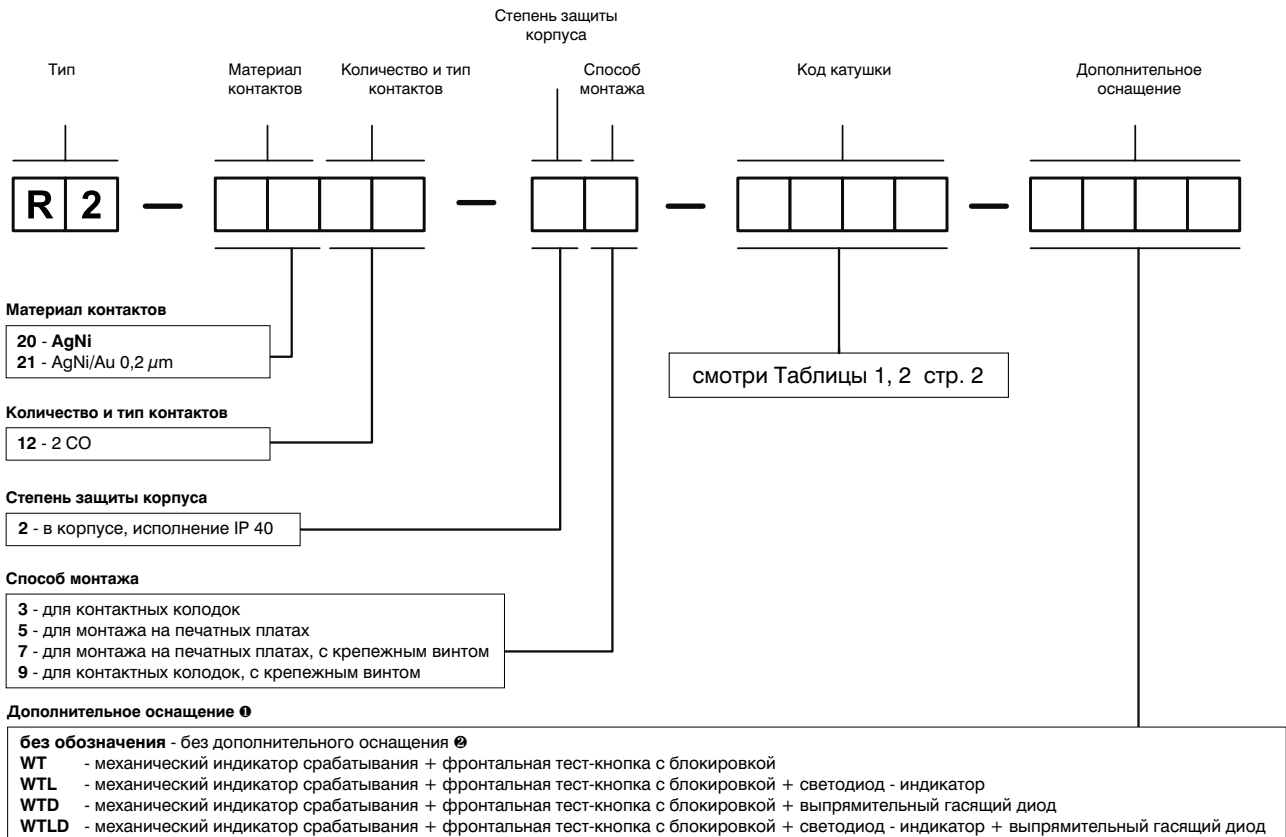 Степень защиты
корпуса
Тип
Материал
контактов
Количество и тип
контактов
Способ
монтажа
Код катушки
Дополнительное
оснащение
R 2 — — — —
Материал контактов
20 - AgNi
21 - AgNi/Au 0,2 µm
смотри Таблицы 1, 2 стр. 2
Количество и тип контактов
12 - 2 CO
Степень защиты корпуса
2 - в корпусе, исполнение IP 40
Способ монтажа
3 - для контактных колодок
5 - для монтажа на печатных платах
7 - для монтажа на печатных платах, с крепежным винтом
9 - для контактных колодок, с крепежным винтом
Дополнительное оснащение ❶
без обозначения - без дополнительного оснащения ❷
WT - механический индикатор срабатывания + фронтальная тест-кнопка с блокировкой
WTL - механический индикатор срабатывания + фронтальная тест-кнопка с блокировкой + светодиод - индикатор
WTD - механический индикатор срабатывания + фронтальная тест-кнопка с блокировкой + выпрямительный гасящий диод
WTLD - механический индикатор срабатывания + фронтальная тест-кнопка с блокировкой + светодиод - индикатор + выпрямительный гасящий диод